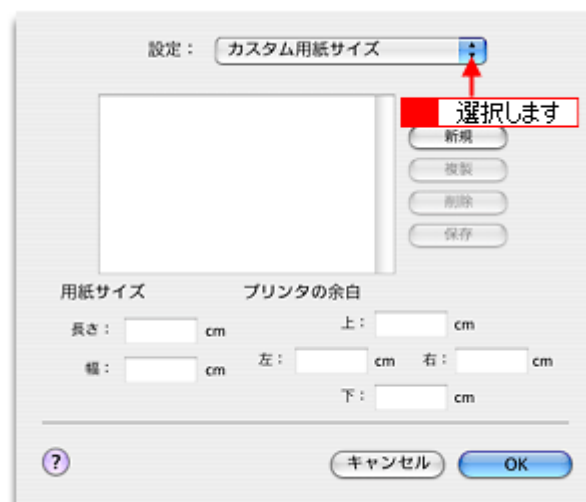 設定： カスタム用紙サイズ
選択します
新規
複製
削除
保存
用紙サイズ
プリンタの余白
長さ： cm
上： cm
幅： cm
左： cm 右： cm
下： cm
? キャンセル OK